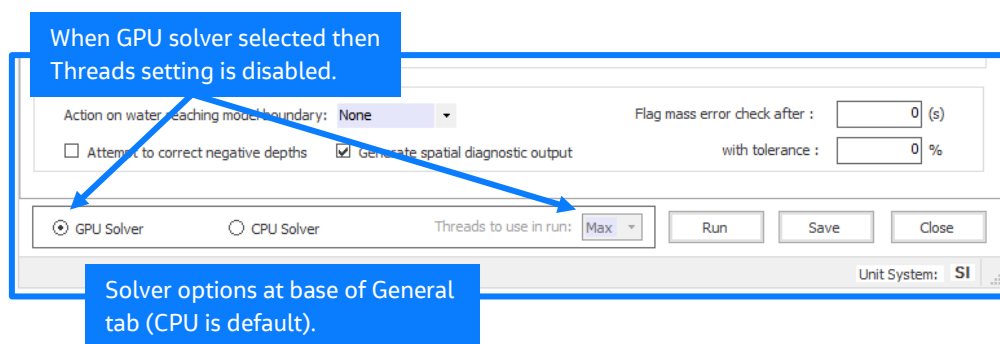 When GPU solver selected then
Threads setting is disabled.
Action on water reaching model boundary: None Flag mass error check after : 0 (s)
Attempt to correct negative depths Generate spatial diagnostic output with tolerance : 0 %
GPU Solver CPU Solver Threads to use in run: Max Run Save Close
Unit System: SI
Solver options at base of General
tab (CPU is default).